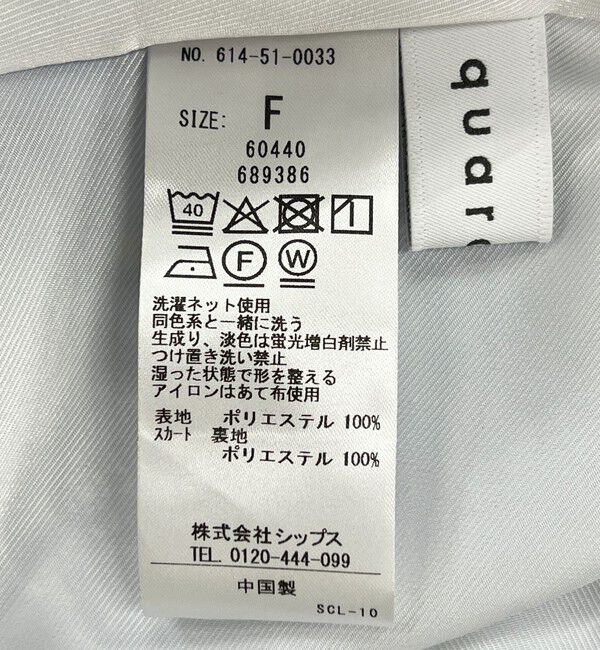 NO. 614-51-0033
SIZE: F
60440
689386
40
F W
洗濯ネット使用
同色系と一緒に洗う
生成り、淡色は蛍光増白剤禁止
つけ置き洗い禁止
湿った状態で形を整える
アイロンはあて布使用
表地 ポリエステル 100%
ｽｶｰﾄ 裏地
ポリエステル 100%
株式会社シップス
TEL. 0120-444-099
中国製
SCL-10
quar